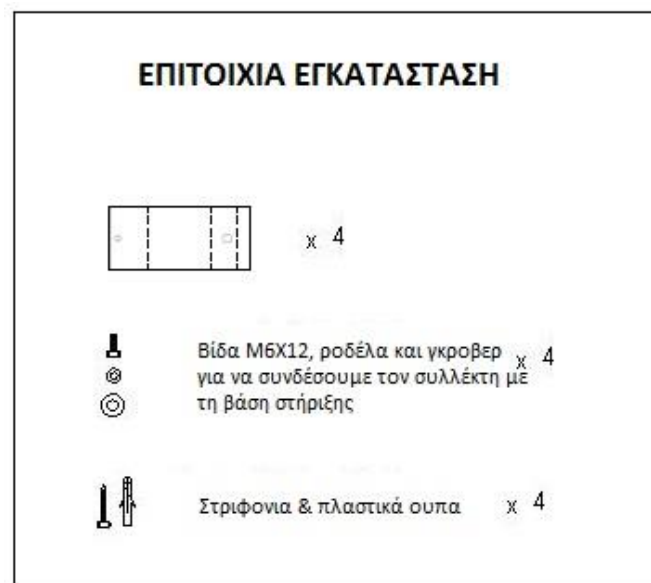 ΕΠΙΤΟΙΧΙΑ ΕΓΚΑΤΑΣΤΑΣΗ
x 4
Βίδα Μ6Χ12, ροδέλα και γκροβερ x 4
για να συνδέσουμε τον συλλέκτη με
τη βάση στήριξης
Στριφονια & πλαστικά ουπα x 4